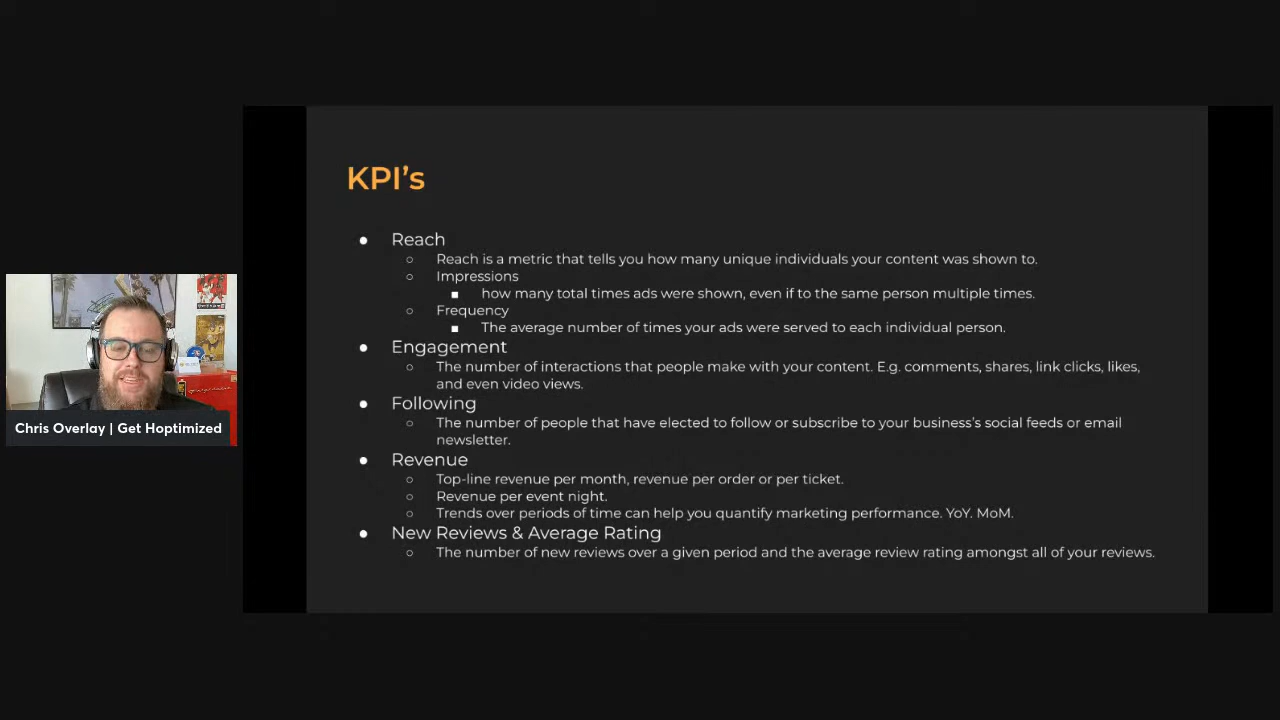 KPI's
● Reach
○ Reach is a metric that tells you how many unique individuals your content was shown to.
○ Impressions
■ how many total times ads were shown, even if to the same person multiple times.
○ Frequency
■ The average number of times your ads were served to each individual person.
● Engagement
○ The number of interactions that people make with your content. E.g. comments, shares, link clicks, likes,
and even video views.
● Following
○ The number of people that have elected to follow or subscribe to your business's social feeds or email
newsletter.
● Revenue
○ Top-line revenue per month, revenue per order or per ticket.
○ Revenue per event night.
○ Trends over periods of time can help you quantify marketing performance. YoY. MoM.
● New Reviews & Average Rating
○ The number of new reviews over a given period and the average review rating amongst all of your reviews.
Chris Overlay | Get Hoptimized